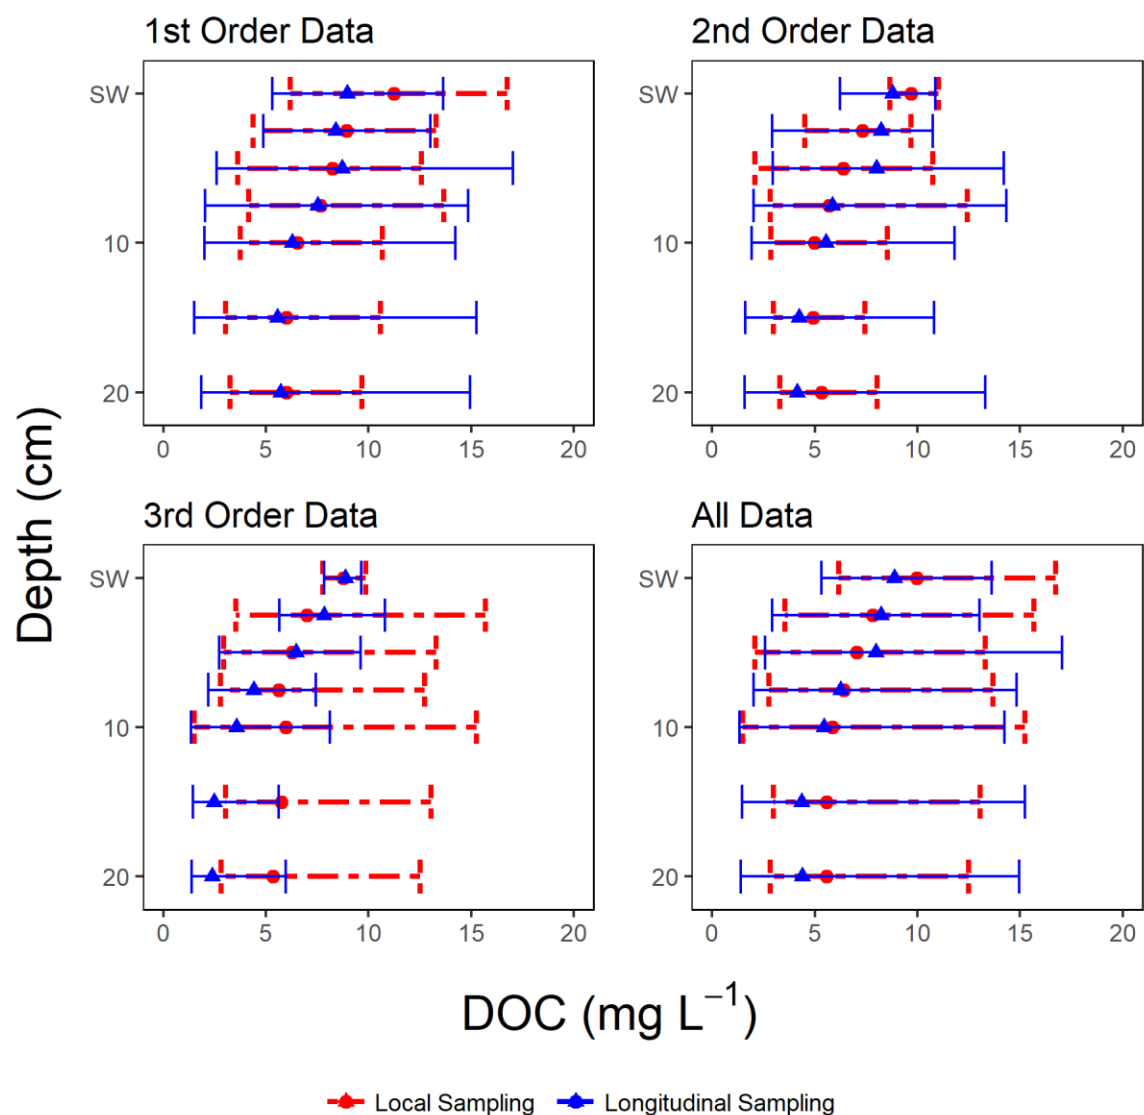 1st Order Data
2nd Order Data
SW
10
20
0 5 10 15 20
SW
10
20
0 5 10 15 20
3rd Order Data
All Data
SW
10
20
0 5 10 15 20
SW
10
20
0 5 10 15 20
Depth (cm)
DOC (mg L⁻¹)
Local Sampling
Longitudinal Sampling